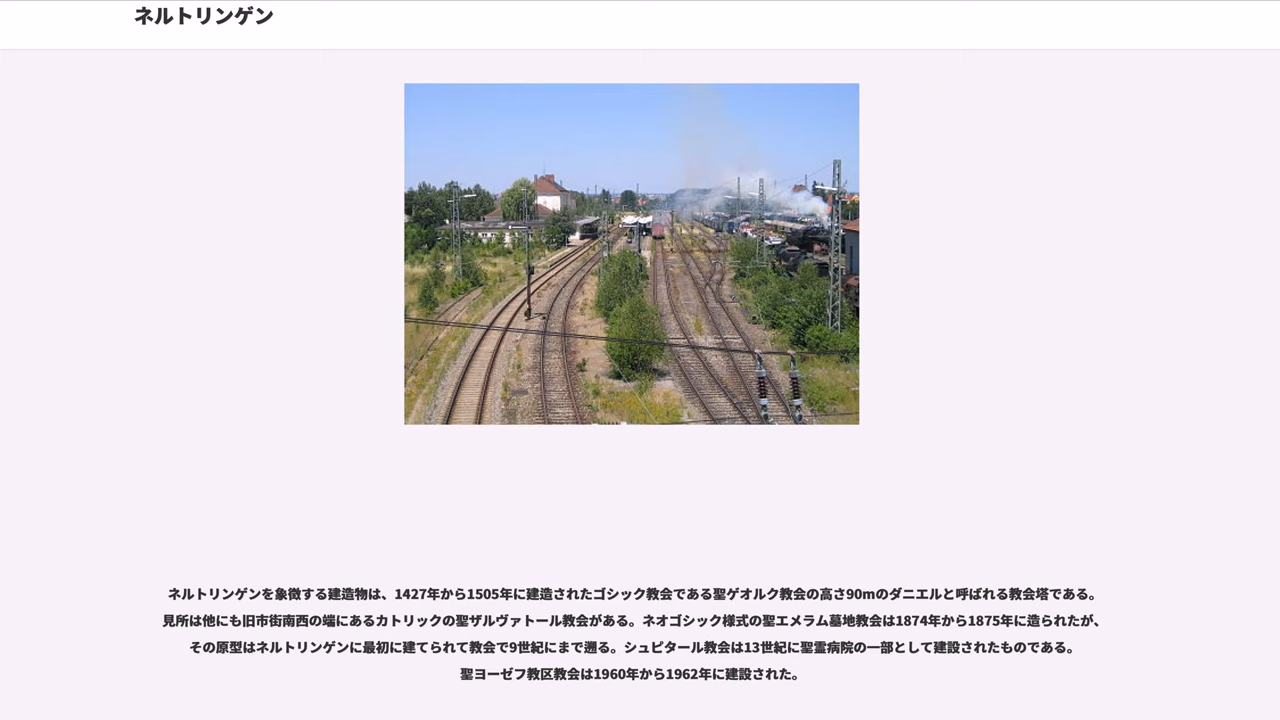 ネルトリンゲン
ネルトリンゲンを象徴する建造物は、1427年から1505年に建造されたゴシック教会である聖ゲオルク教会の高さ90mのダニエルと呼ばれる教会塔である。
見所は他にも旧市街南西の端にあるカトリックの聖ザルヴァトール教会がある。ネオゴシック様式の聖エメラム墓地教会は1874年から1875年に造られたが、
その原型はネルトリンゲンに最初に建てられて教会で9世紀にまで遡る。シュピタール教会は13世紀に聖霊病院の一部として建設されたものである。
聖ヨーゼフ教区教会は1960年から1962年に建設された。